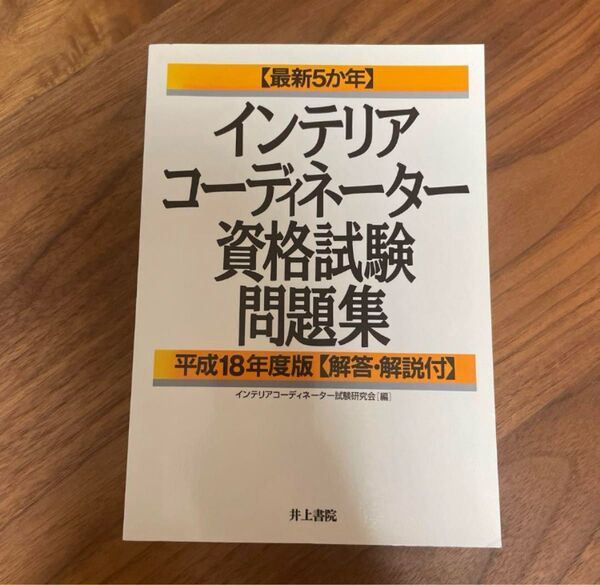 【最新5か年】
インテリア
コーディネーター
資格試験
問題集
平成18年度版【解答・解説付】
インテリアコーディネーター試験研究会[編]
井上書院